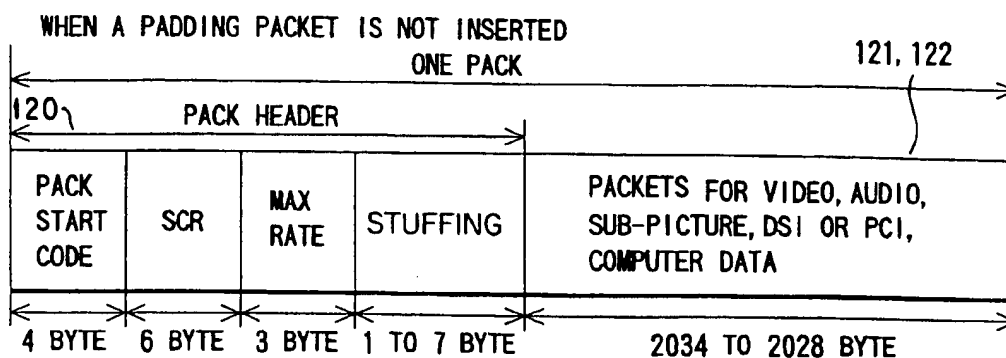 WHEN A PADDING PACKET IS NOT INSERTED
ONE PACK
121, 122
120
PACK HEADER
PACK
START
CODE
SCR
MAX
RATE
STUFFING
PACKETS FOR VIDEO, AUDIO,
SUB-PICTURE, DSI OR PCI,
COMPUTER DATA
4 BYTE
6 BYTE
3 BYTE
1 TO 7 BYTE
2034 TO 2028 BYTE